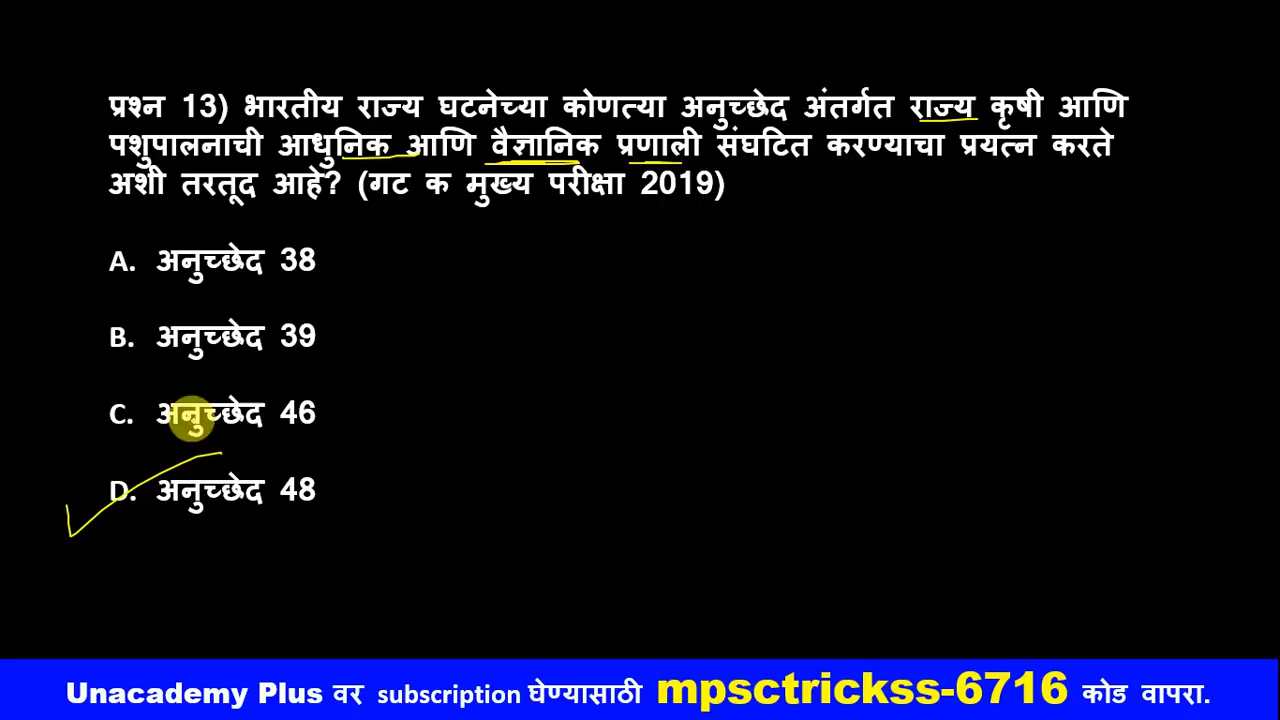 प्रश्न 13) भारतीय राज्य घटनेच्या कोणत्या अनुच्छेद अंतर्गत राज्य कृषी आणि
पशुपालनाची आधुनिक आणि वैज्ञानिक प्रणाली संघटित करण्याचा प्रयत्न करते
अशी तरतूद आहे? (गट क मुख्य परीक्षा 2019)
A. अनुच्छेद 38
B. अनुच्छेद 39
C. अनुच्छेद 46
D. अनुच्छेद 48
Unacademy Plus वर subscription घेण्यासाठी mpsctrickss-6716 कोड वापरा.